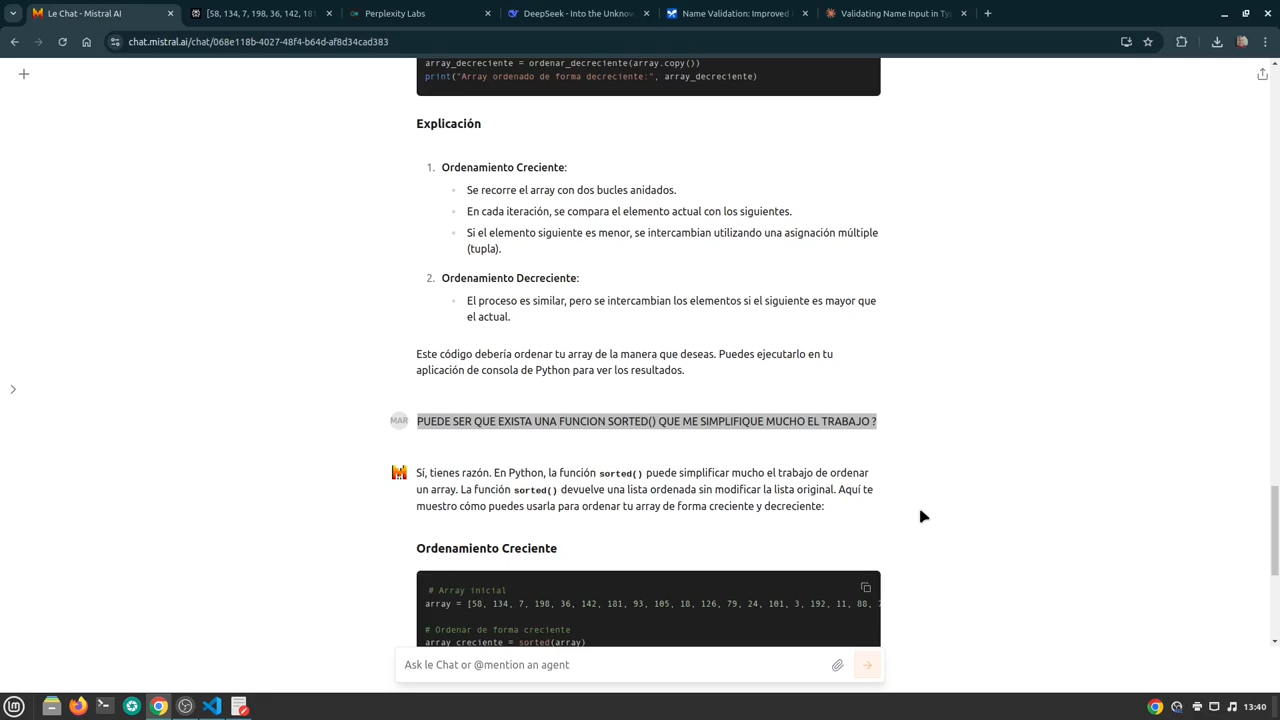 Le Chat - Mistral AI
[58, 134, 7, 198, 36, 142, 181
Perplexity Labs
DeepSeek - Into the Unknow
Name Validation: Improved
Validating Name Input in Ty
chat.mistral.ai/chat/068e118b-4027-48f4-b64d-af8d34cad383
array_decreciente = ordenar_decreciente(array.copy())
print("Array ordenado de forma decreciente:", array_decreciente)
Explicación
1. Ordenamiento Creciente:
Se recorre el array con dos bucles anidados.
En cada iteración, se compara el elemento actual con los siguientes.
Si el elemento siguiente es menor, se intercambian utilizando una asignación múltiple
(tupla).
2. Ordenamiento Decreciente:
El proceso es similar, pero se intercambian los elementos si el siguiente es mayor que
el actual.
Este código debería ordenar tu array de la manera que deseas. Puedes ejecutarlo en tu
aplicación de consola de Python para ver los resultados.
MAR
PUEDE SER QUE EXISTA UNA FUNCION SORTED() QUE ME SIMPLIFIQUE MUCHO EL TRABAJO ?
Sí, tienes razón. En Python, la función sorted() puede simplificar mucho el trabajo de ordenar
un array. La función sorted() devuelve una lista ordenada sin modificar la lista original. Aquí te
muestro cómo puedes usarla para ordenar tu array de forma creciente y decreciente:
Ordenamiento Creciente
# Array inicial
array = [58, 134, 7, 198, 36, 142, 181, 93, 105, 18, 126, 79, 24, 101, 3, 192, 11, 88,
# Ordenar de forma creciente
array_creciente = sorted(array)
Ask le Chat or @mention an agent
13:40